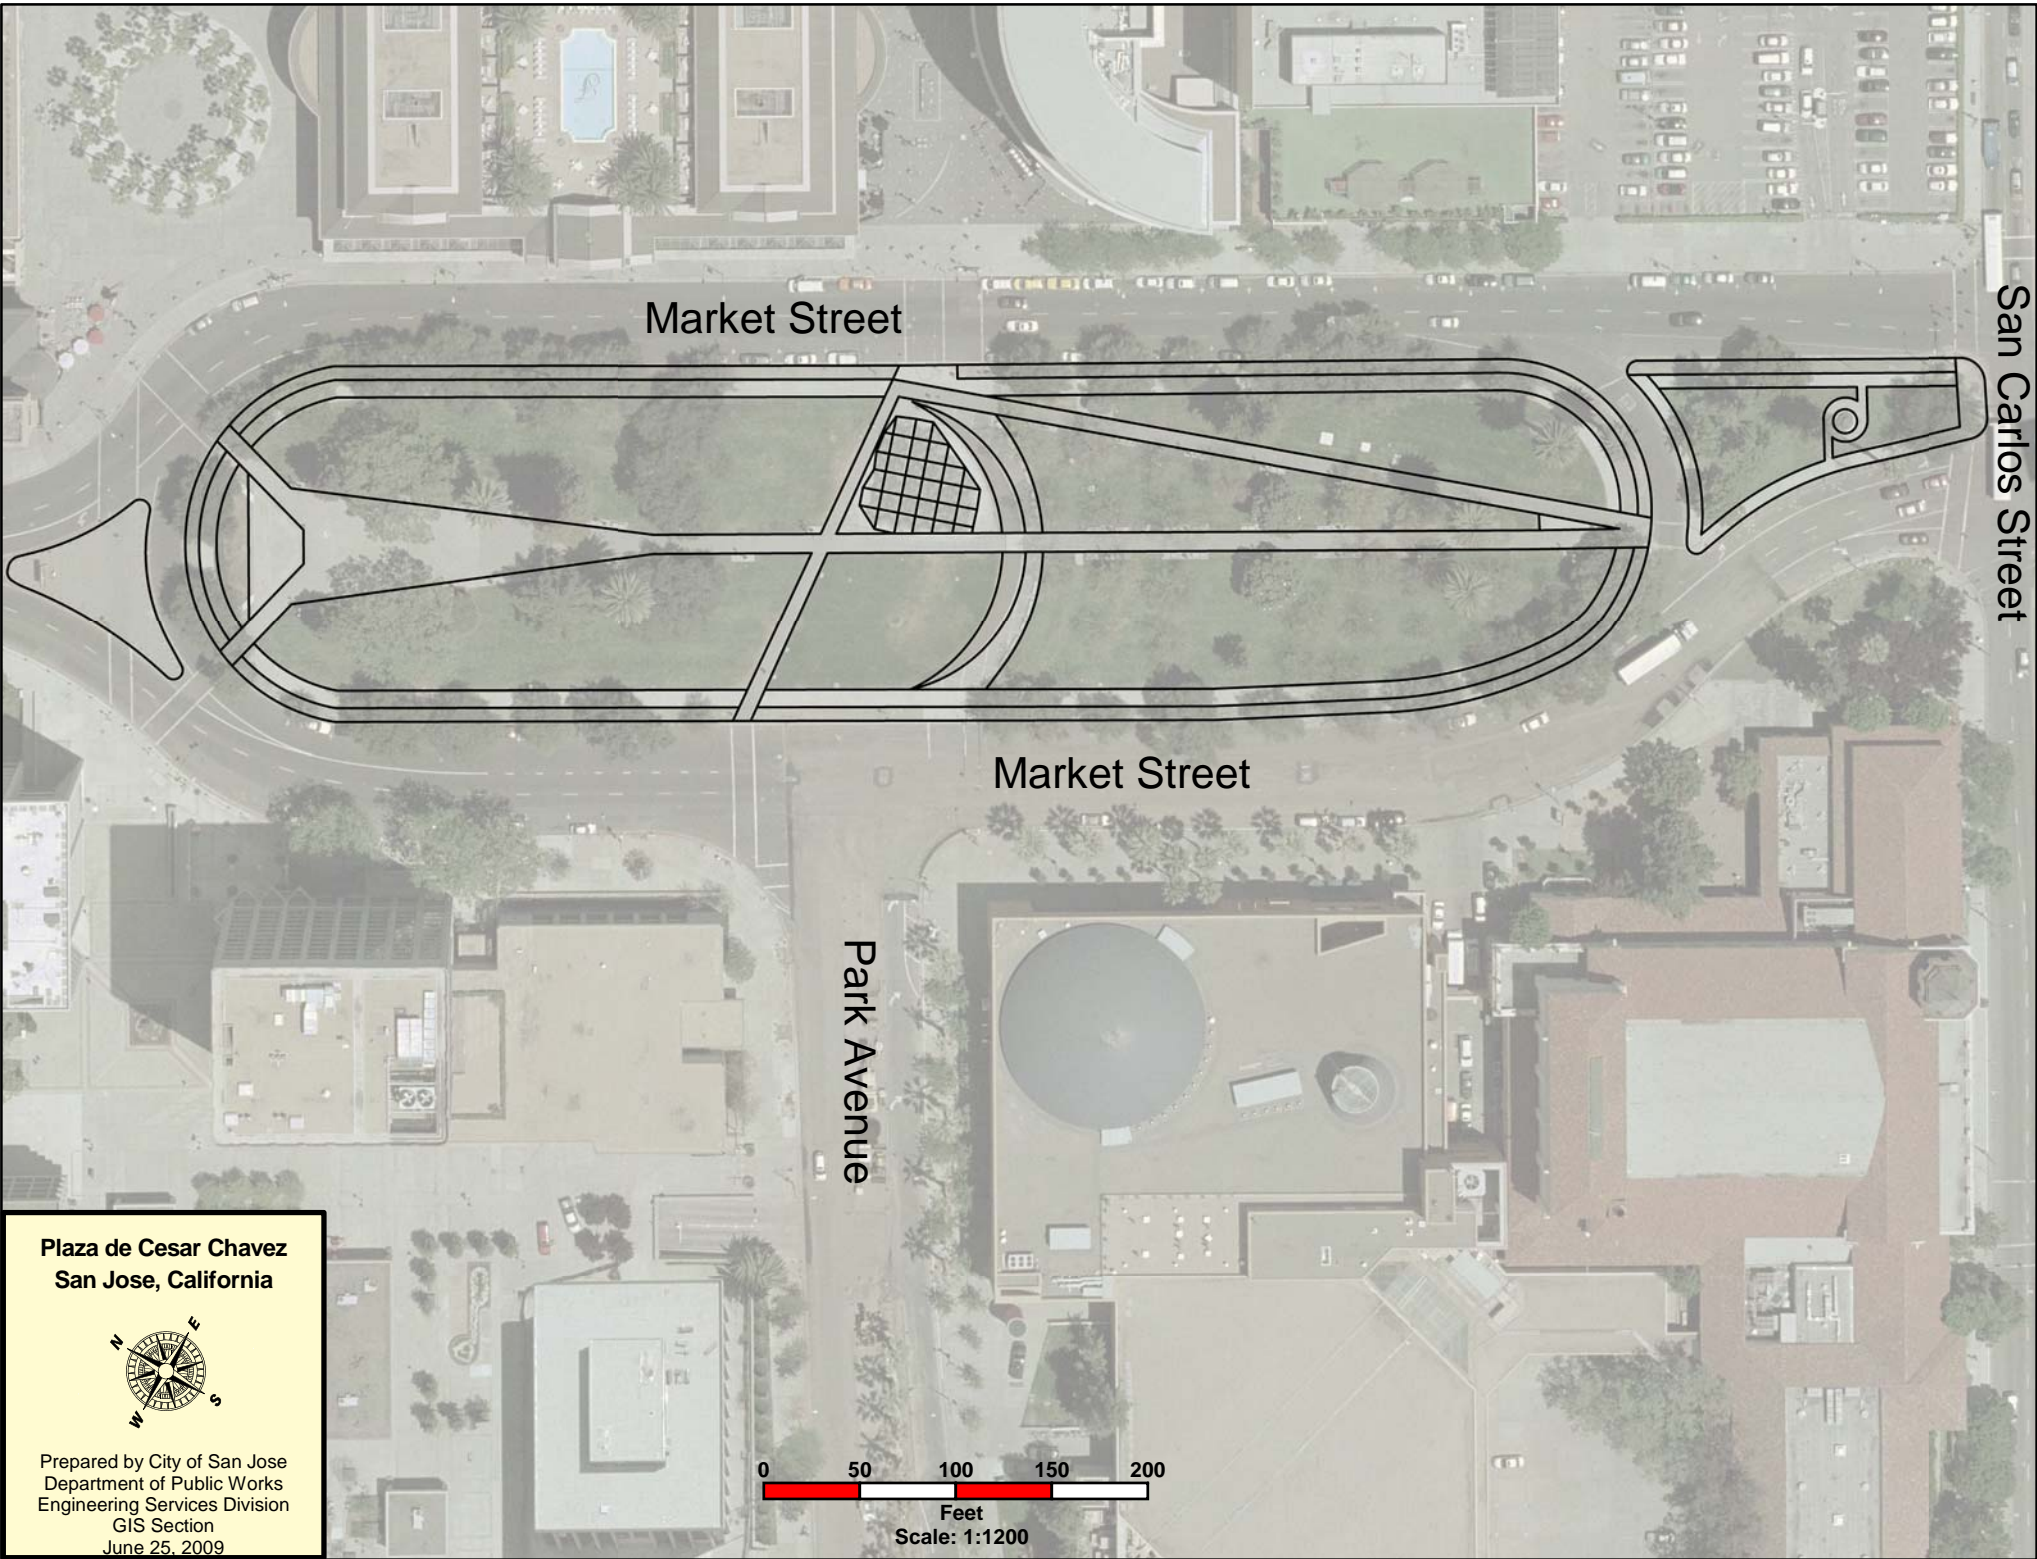 Market Street
San Carlos Street
Market Street
Park Avenue
Plaza de Cesar Chavez
San Jose, California
N
E
S
W
Prepared by City of San Jose
Department of Public Works
Engineering Services Division
GIS Section
June 25, 2009
0 50 100 150 200
Feet
Scale: 1:1200